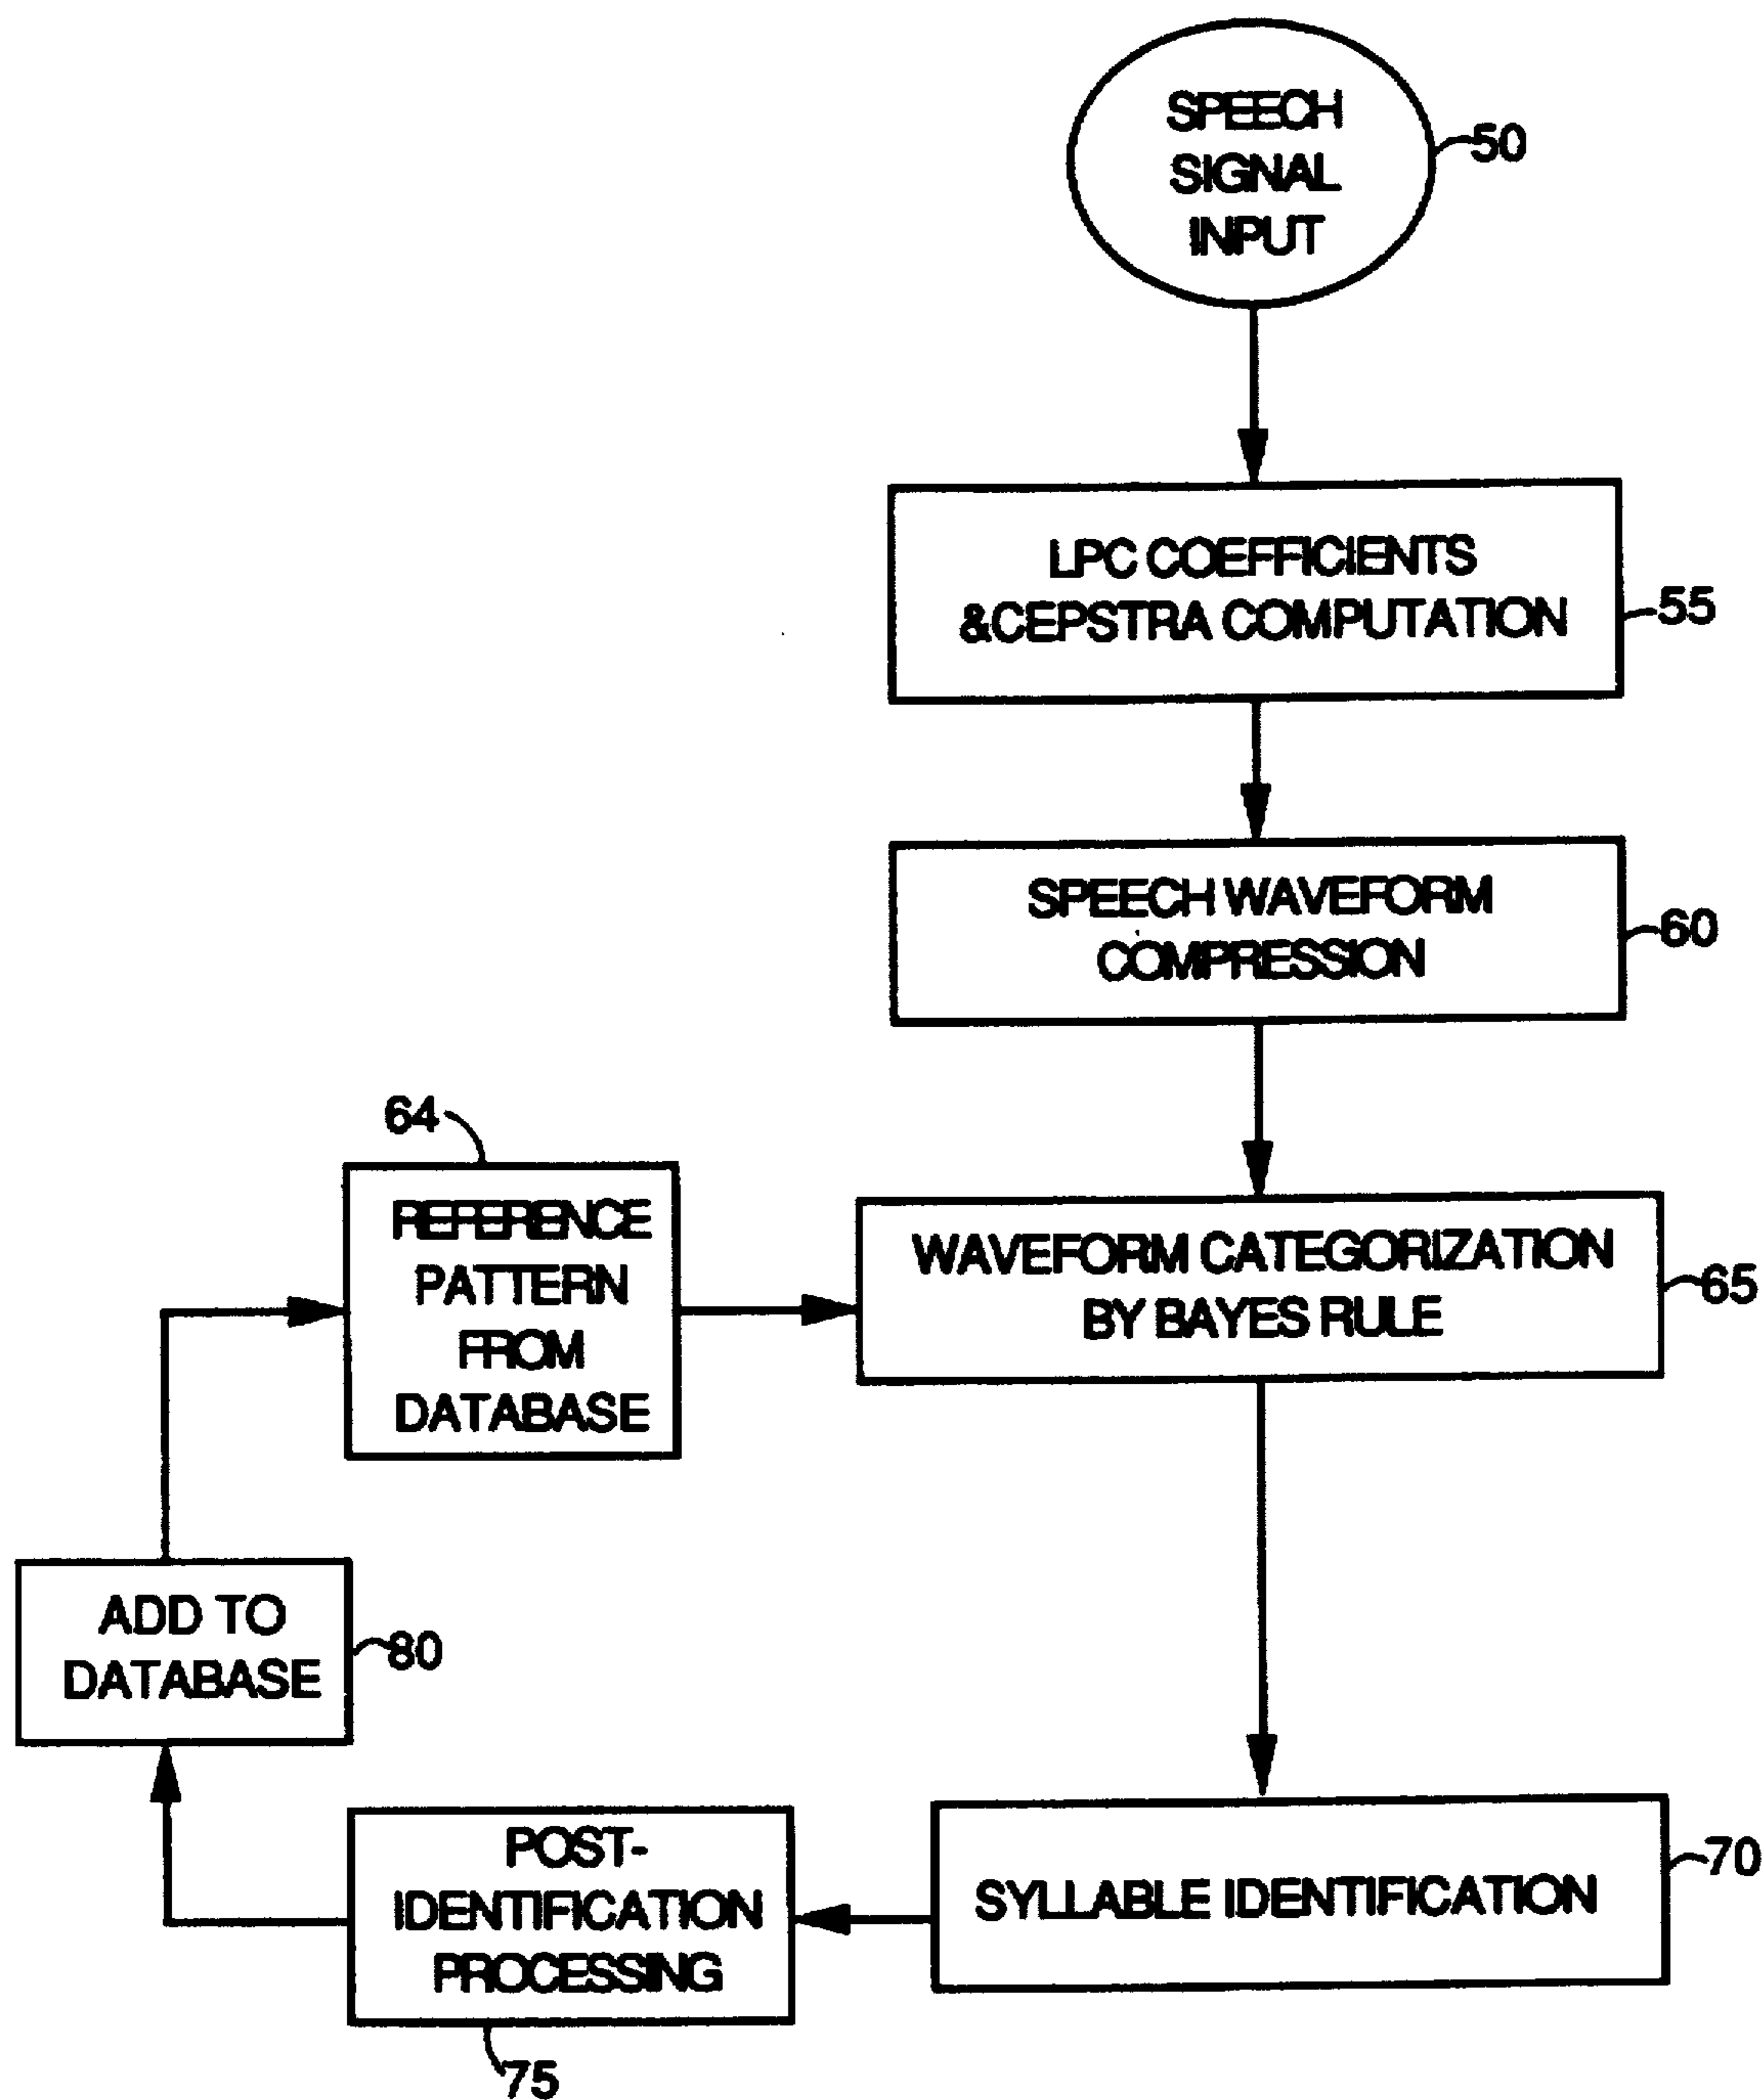 SPEECH
SIGNAL
INPUT
50
LPC COEFFICIENTS
&CEPSTRA COMPUTATION
55
SPEECH WAVEFORM
COMPRESSION
60
64
REFERENCE
PATTERN
FROM
DATABASE
WAVEFORM CATEGORIZATION
BY BAYES RULE
65
ADD TO
DATABASE
80
POST-
IDENTIFICATION
PROCESSING
75
SYLLABLE IDENTIFICATION
70